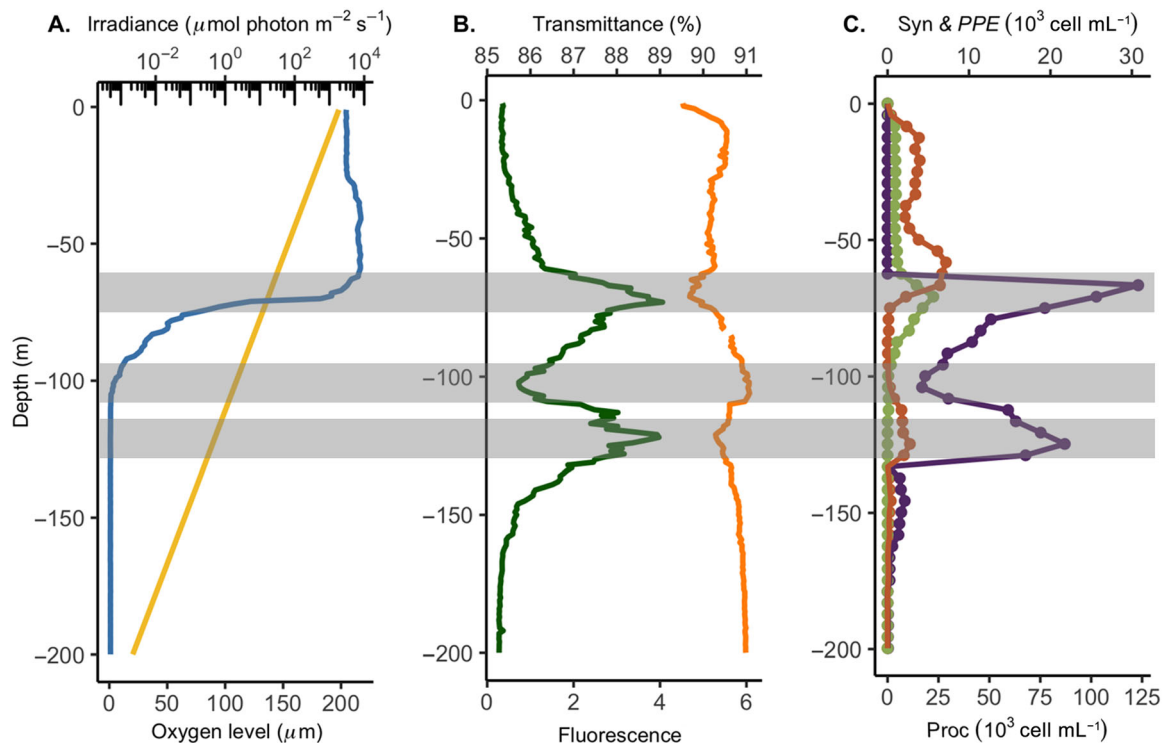 A. Irradiance (μmol photon m⁻² s⁻¹)
10⁻² 10⁰ 10² 10⁴
Depth (m)
0
−50
−100
−150
−200
0 50 100 150 200
Oxygen level (μm)
B. Transmittance (%)
85 86 87 88 89 90 91
0
−50
−100
−150
−200
0 2 4 6
Fluorescence
C. Syn & PPE (10³ cell mL⁻¹)
0 10 20 30
0
−50
−100
−150
−200
0 25 50 75 100 125
Proc (10³ cell mL⁻¹)